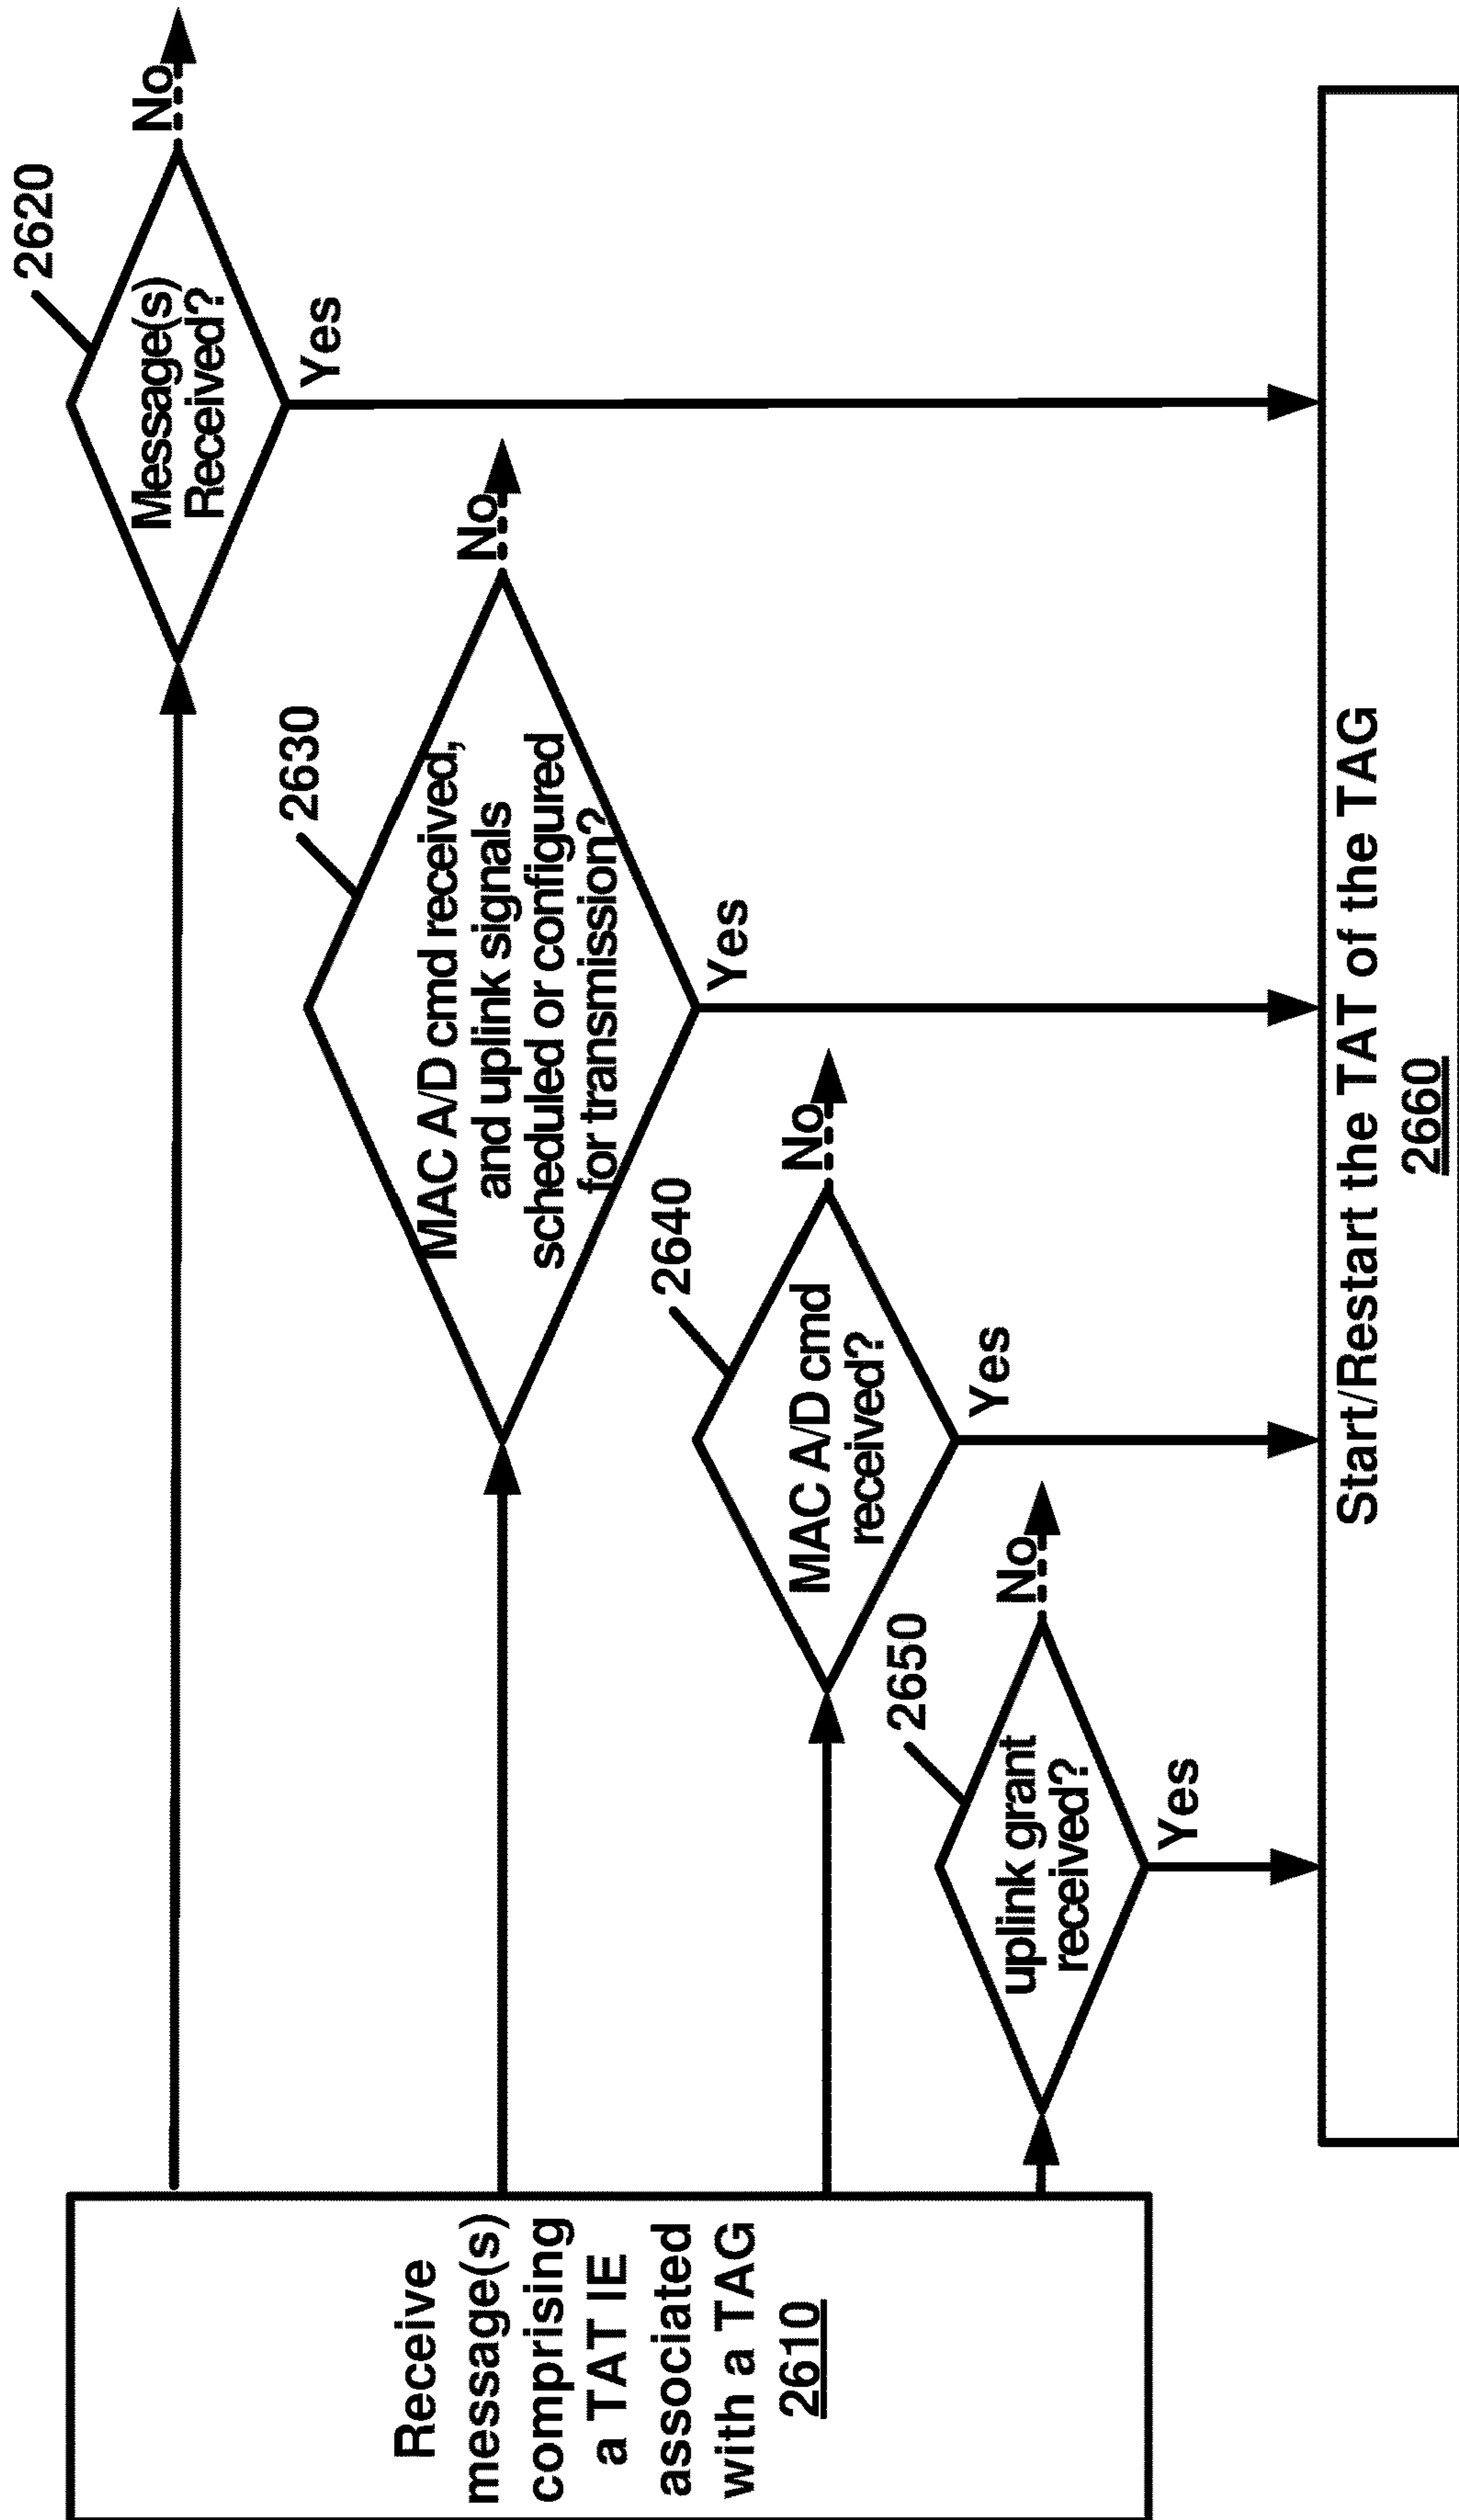 Receive
message(s)
comprising
a TAT IE
associated
with a TAG
2610
2620
Message(s)
Received?
No
Yes
2630
MAC A/D cmd received,
and uplink signals
scheduled or configured
for transmission?
No
Yes
2640
MAC A/D cmd
received?
No
Yes
2650
uplink grant
received?
No
Yes
Start/Restart the TAT of the TAG
2660